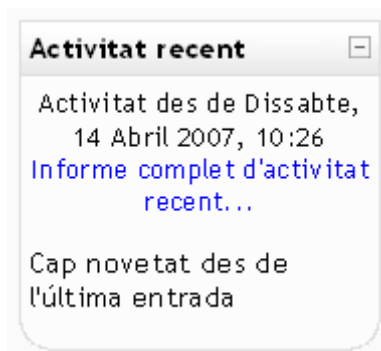 Activitat recent
Activitat des de Dissabte,
14 Abril 2007, 10:26
Informe complet d'activitat
recent...
Cap novetat des de
l'última entrada